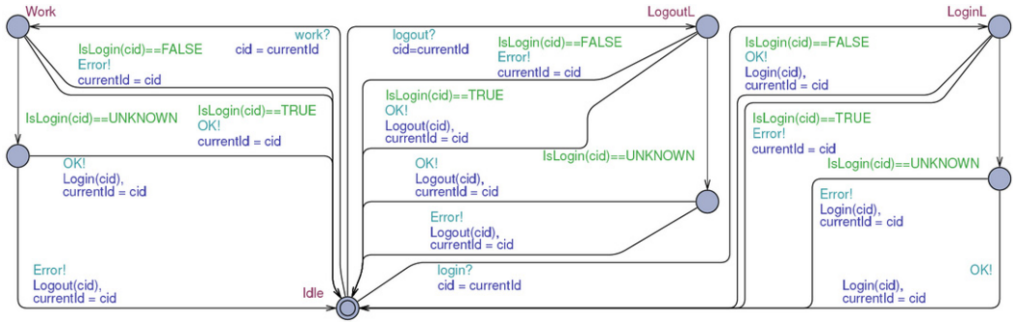 Work
LogoutL
LoginL
work?
cid = currentId
logout?
cid=currentId
IsLogin(cid)==FALSE
Error!
currentId = cid
IsLogin(cid)==FALSE
Error!
currentId = cid
IsLogin(cid)==FALSE
OK!
Login(cid),
currentId = cid
IsLogin(cid)==UNKNOWN
IsLogin(cid)==TRUE
OK!
currentId = cid
IsLogin(cid)==TRUE
OK!
Logout(cid),
currentId = cid
IsLogin(cid)==TRUE
Error!
currentId = cid
IsLogin(cid)==UNKNOWN
IsLogin(cid)==UNKNOWN
OK!
Login(cid),
currentId = cid
OK!
Logout(cid),
currentId = cid
Error!
Login(cid),
currentId = cid
Error!
Logout(cid),
currentId = cid
Error!
Logout(cid),
currentId = cid
Idle
login?
cid = currentId
OK!
Login(cid),
currentId = cid